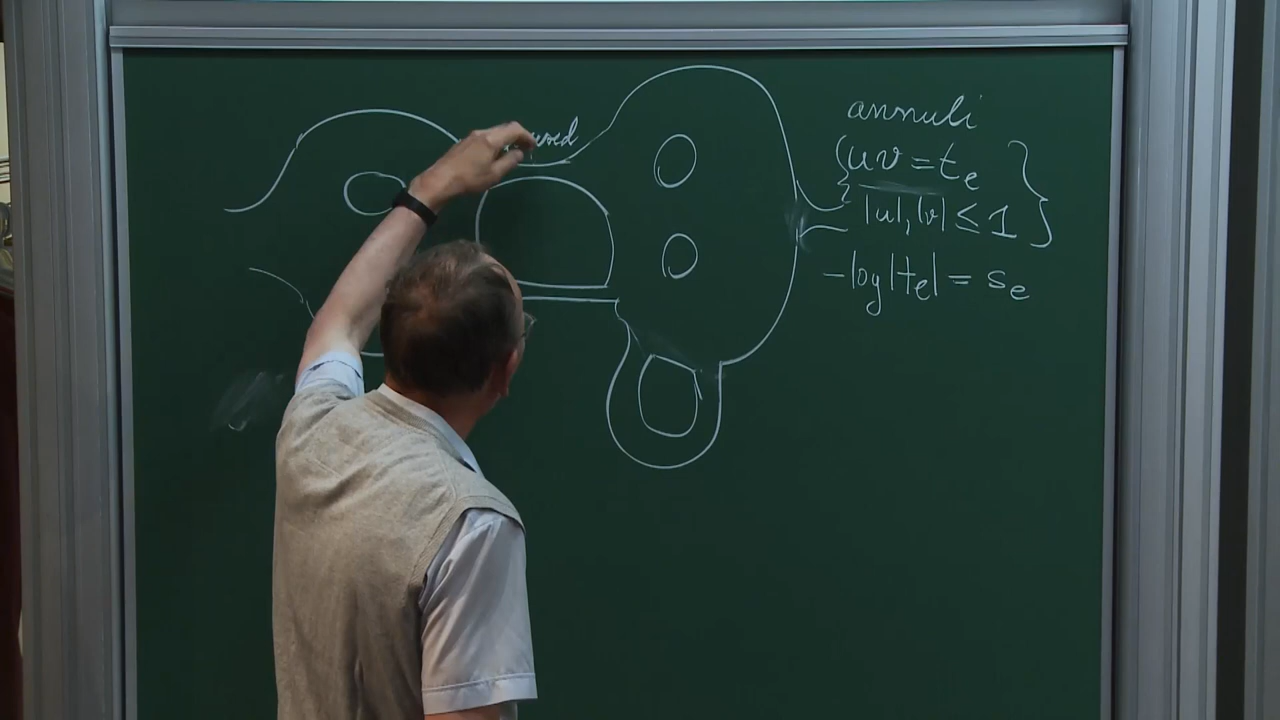 annuli
{uv = t_e
|u|, |v| ≤ 1}
-log|t_e| = s_e